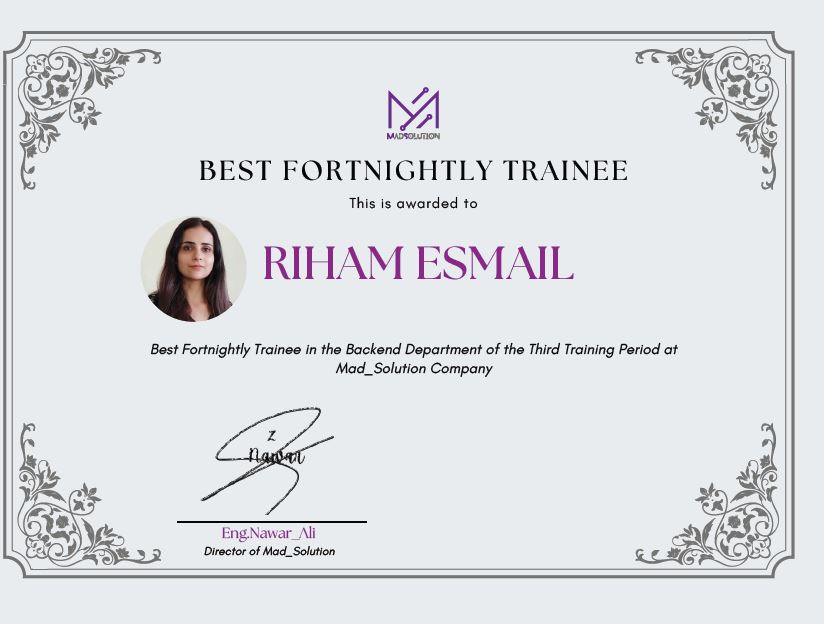 MADSOLUTION
BEST FORTNIGHTLY TRAINEE
This is awarded to
RIHAM ESMAIL
Best Fortnightly Trainee in the Backend Department of the Third Training Period at
Mad_Solution Company
Z
Nawar
Eng.Nawar_Ali
Director of Mad_Solution